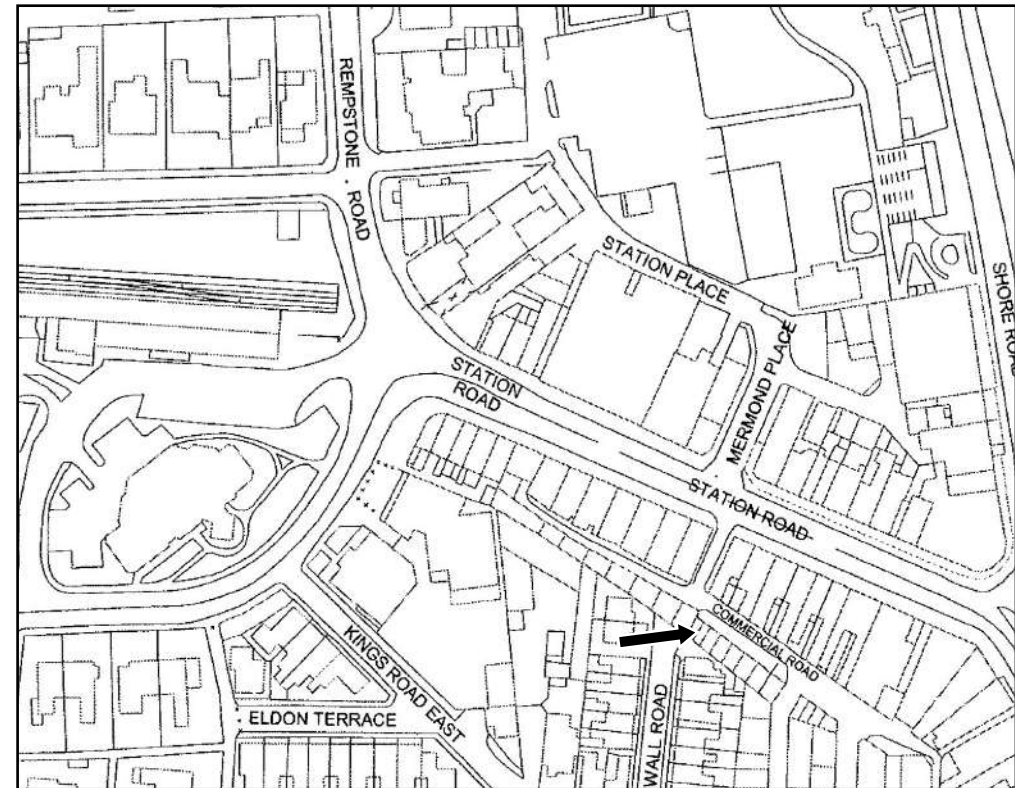 REMPSTONE ROAD
STATION PLACE
SHORE ROAD
STATION
ROAD
MERMOND PLACE
STATION ROAD
COMMERCIAL ROAD
KINGS ROAD EAST
WALL ROAD
ELDON TERRACE